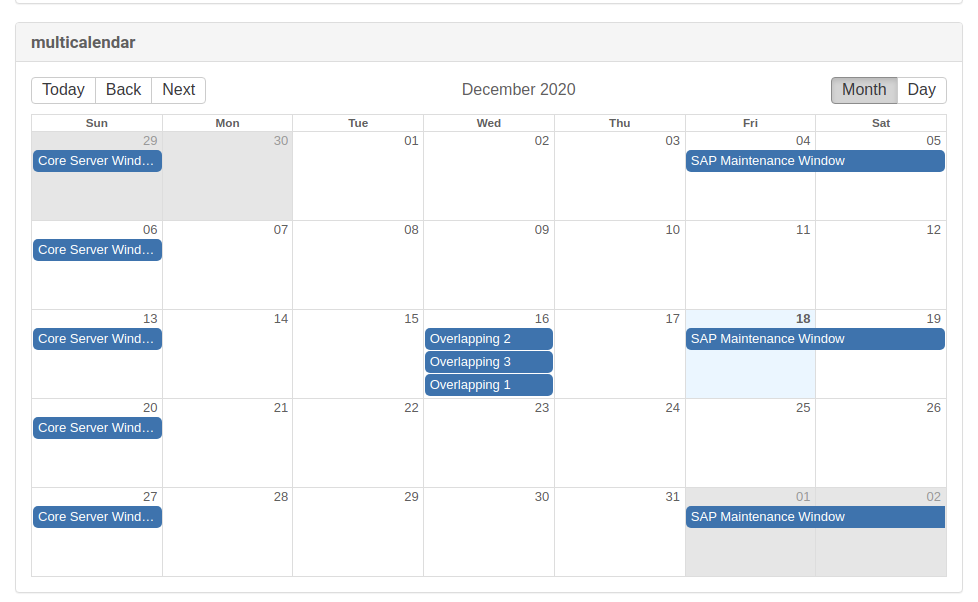 multicalendar
Today Back Next December 2020 Month Day
Sun Mon Tue Wed Thu Fri Sat
29 30 01 02 03 04 05
Core Server Wind… SAP Maintenance Window
06 07 08 09 10 11 12
Core Server Wind…
13 14 15 16 17 18 19
Core Server Wind… Overlapping 2 SAP Maintenance Window
Overlapping 3
Overlapping 1
20 21 22 23 24 25 26
Core Server Wind…
27 28 29 30 31 01 02
Core Server Wind… SAP Maintenance Window